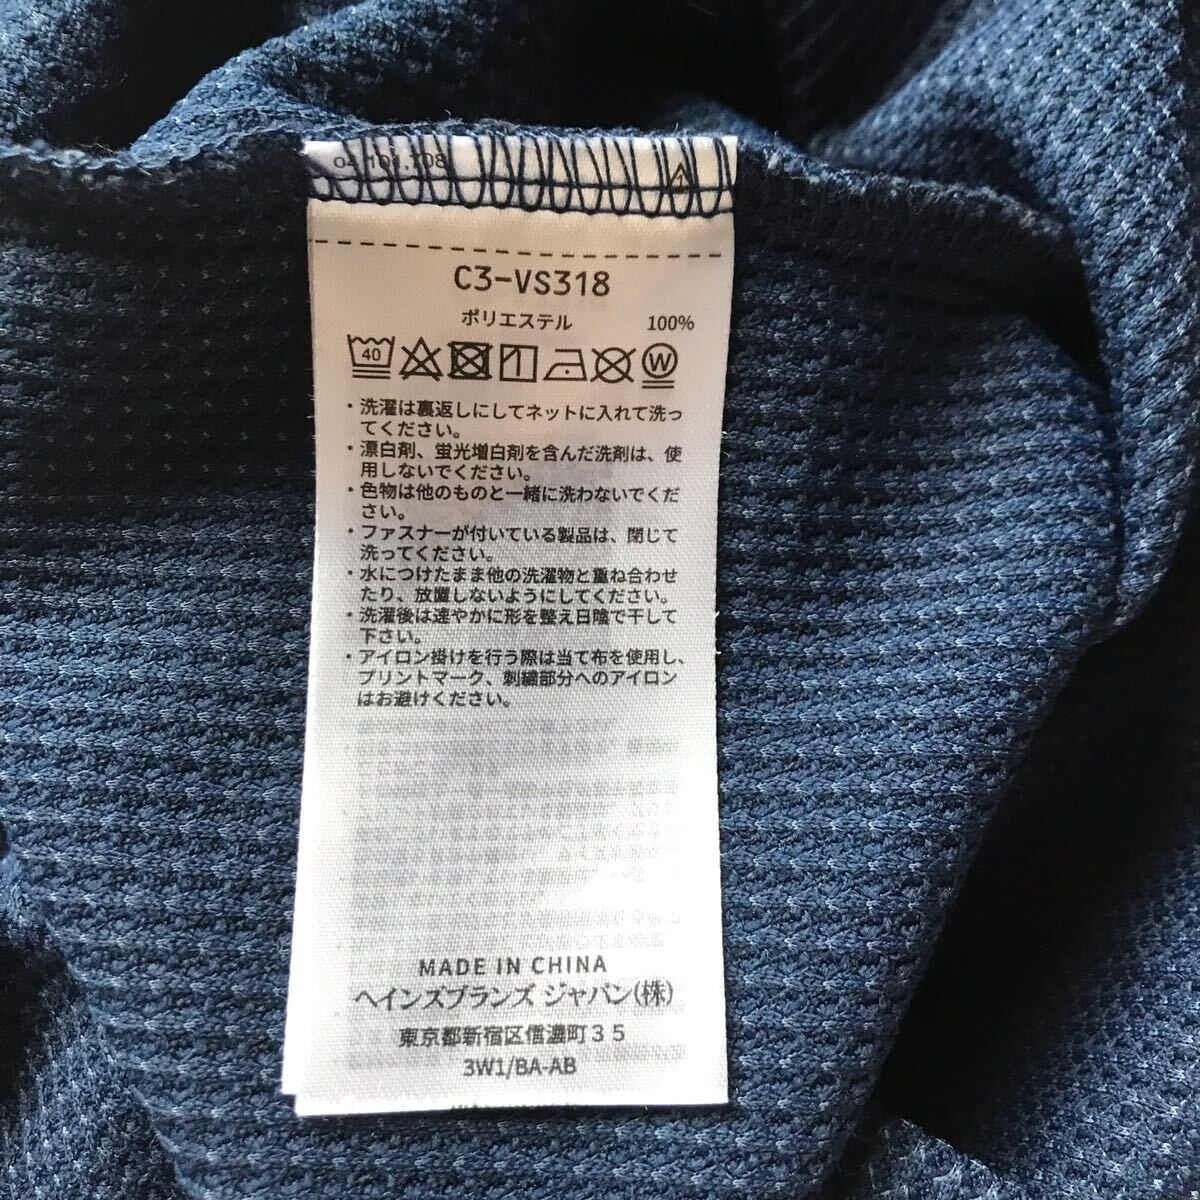 C3-VS318
ポリエステル 100%
40 W
・洗濯は裏返しにしてネットに入れて洗っ
てください。
・漂白剤、蛍光増白剤を含んだ洗剤は、使
用しないでください。
・色物は他のものと一緒に洗わないでくだ
さい。
・ファスナーが付いている製品は、閉じて
洗ってください。
・水につけたまま他の洗濯物と重ね合わせ
たり、放置しないようにしてください。
・洗濯後は速やかに形を整え日陰で干して
下さい。
・アイロン掛けを行う際は当て布を使用し、
プリントマーク、刺繍部分へのアイロン
はお避けください。
MADE IN CHINA
ヘインズブランズ ジャパン(株)
東京都新宿区信濃町35
3W1/BA-AB